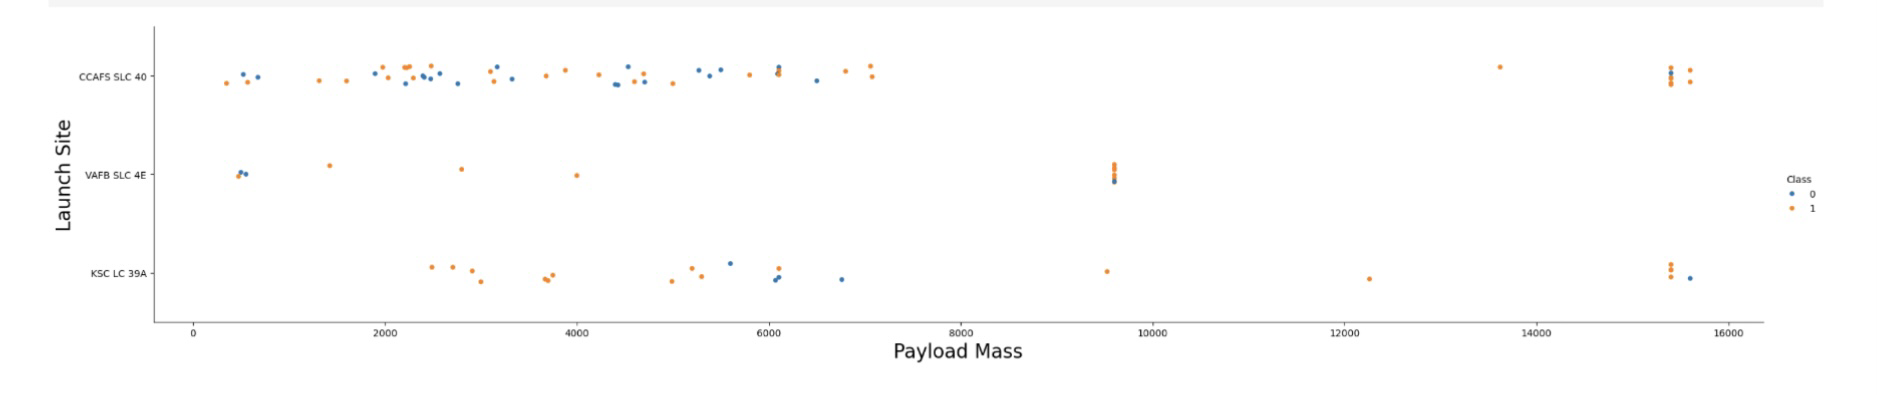 CCAFS SLC 40
VAFB SLC 4E
KSC LC 39A
Launch Site
0 2000 4000 6000 8000 10000 12000 14000 16000
Payload Mass
Class
0
1